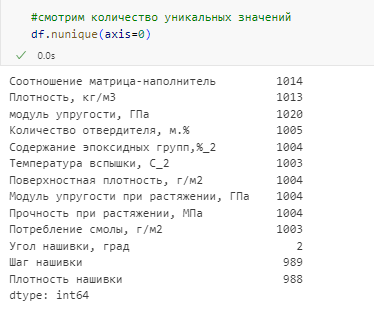 #смотрим количество уникальных значений
df.nunique(axis=0)
0.0s
Соотношение матрица-наполнитель 1014
Плотность, кг/м3 1013
модуль упругости, ГПа 1020
Количество отвердителя, м.% 1005
Содержание эпоксидных групп,%_2 1004
Температура вспышки, С_2 1003
Поверхностная плотность, г/м2 1004
Модуль упругости при растяжении, ГПа 1004
Прочность при растяжении, МПа 1004
Потребление смолы, г/м2 1003
Угол нашивки, град 2
Шаг нашивки 989
Плотность нашивки 988
dtype: int64